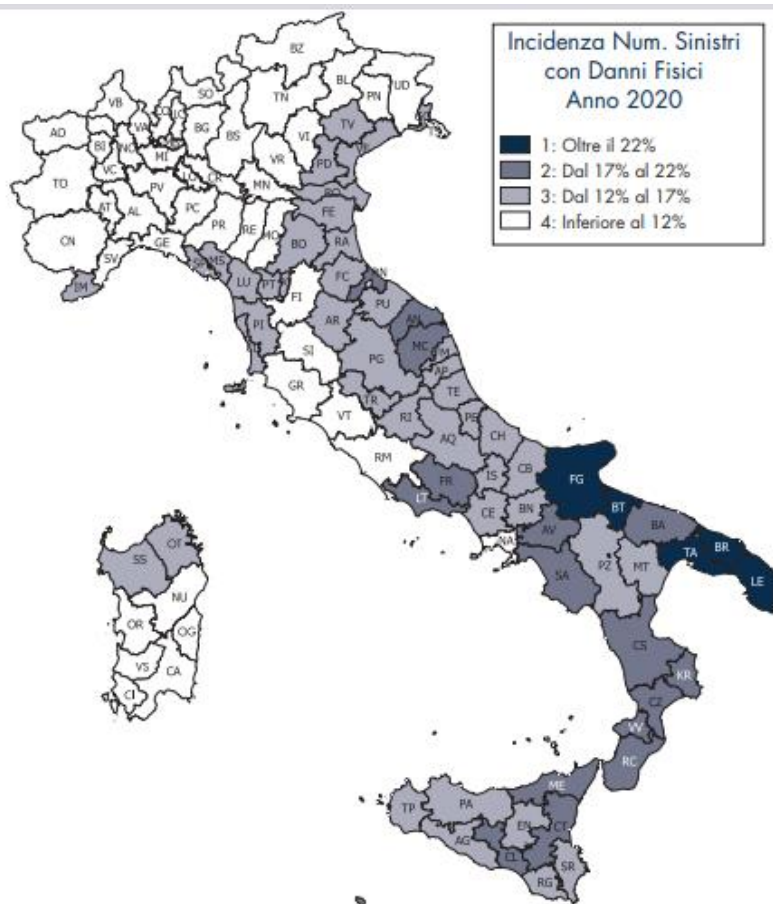 Incidenza Num. Sinistri
con Danni Fisici
Anno 2020
1: Oltre il 22%
2: Dal 17% al 22%
3: Dal 12% al 17%
4: Inferiore al 12%
BZ
SO
BL
UD
VB
TN
PN
AO
VA
BG
BS
VI
TV
BI
VC
MI
VR
PD
TO
PV
CR
MN
AT
AL
PC
PR
RE
MO
FE
CN
GE
BO
RA
SV
IM
MS
LU
PT
FC
FI
PU
PI
AR
AN
MC
SI
PG
AP
GR
TR
TE
VT
RI
PE
AQ
CH
RM
IS
CB
FG
FR
LT
CE
BN
BT
NA
AV
BA
SA
TA
BR
PZ
MT
LE
OT
SS
NU
OR
OG
VS
CA
CI
CS
KR
CZ
VV
RC
ME
TP
PA
EN
CT
AG
CL
SR
RG